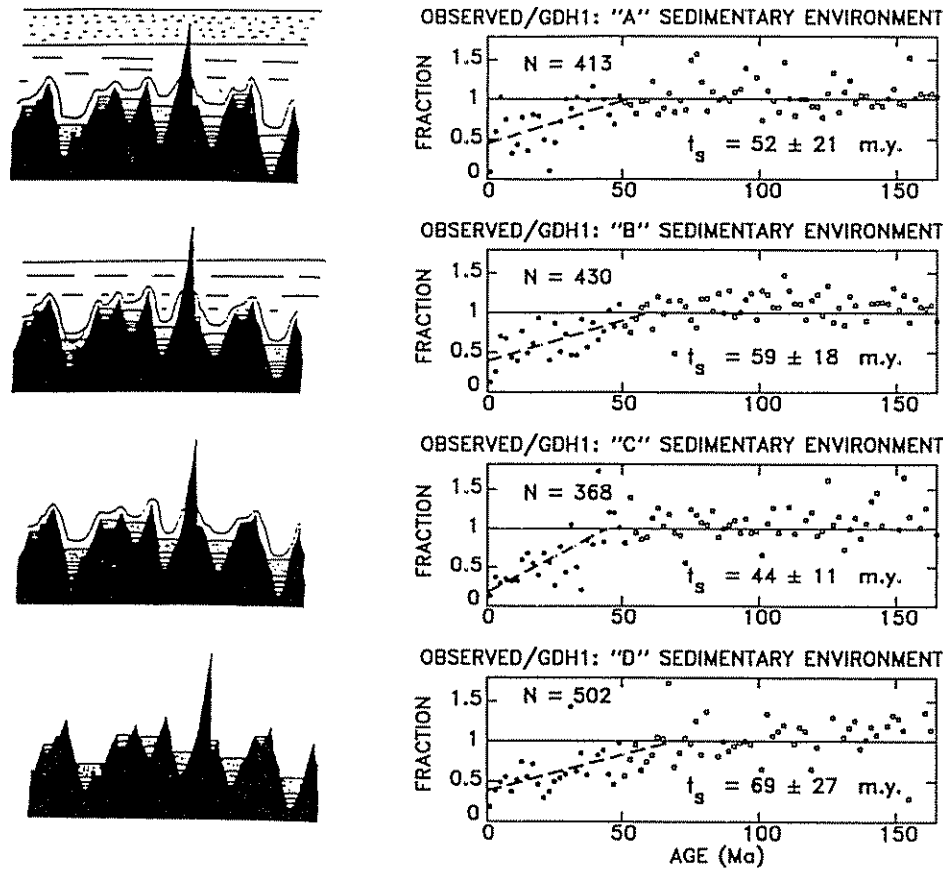 OBSERVED/GDH1: "A" SEDIMENTARY ENVIRONMENT
FRACTION
1.5
1
0.5
0
N = 413
t_s = 52 ± 21 m.y.
0
50
100
150
OBSERVED/GDH1: "B" SEDIMENTARY ENVIRONMENT
FRACTION
1.5
1
0.5
0
N = 430
t_s = 59 ± 18 m.y.
0
50
100
150
OBSERVED/GDH1: "C" SEDIMENTARY ENVIRONMENT
FRACTION
1.5
1
0.5
0
N = 368
t_s = 44 ± 11 m.y.
0
50
100
150
OBSERVED/GDH1: "D" SEDIMENTARY ENVIRONMENT
FRACTION
1.5
1
0.5
0
N = 502
t_s = 69 ± 27 m.y.
0
50
100
150
AGE (Ma)